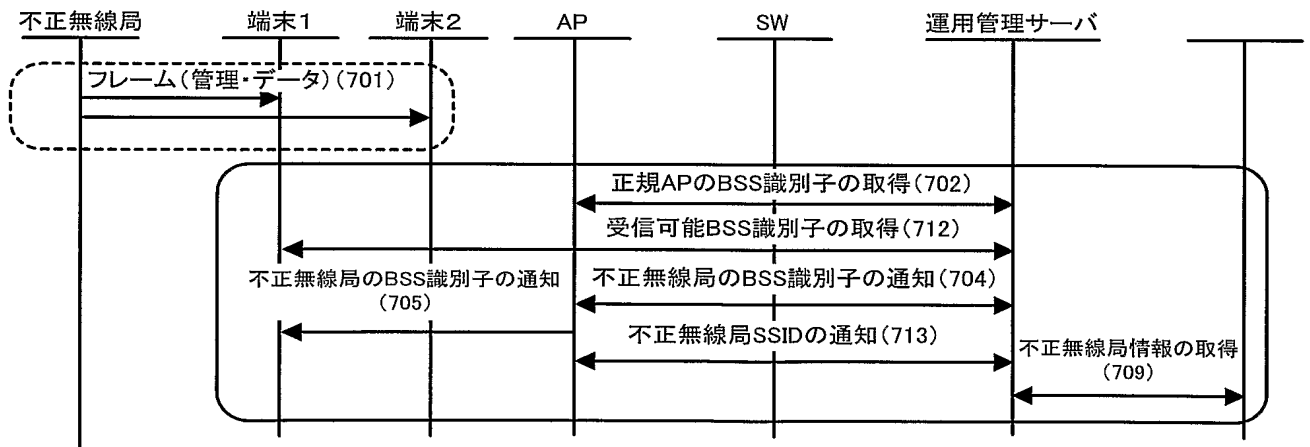 不正無線局
端末1
端末2
AP
SW
運用管理サーバ
フレーム(管理・データ)(701)
正規APのBSS識別子の取得(702)
受信可能BSS識別子の取得(712)
不正無線局のBSS識別子の通知
(705)
不正無線局のBSS識別子の通知(704)
不正無線局SSIDの通知(713)
不正無線局情報の取得
(709)